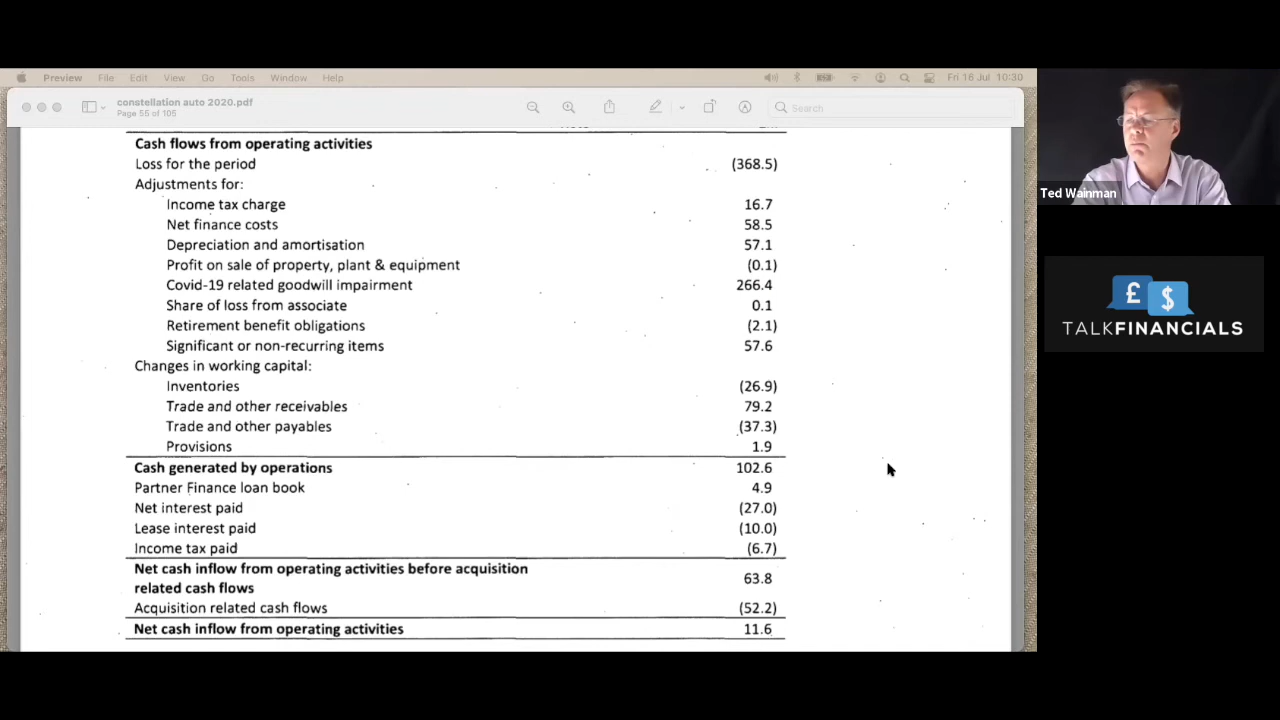 Preview File Edit View Go Tools Window Help Fri 18 Jul 10:30
constellation auto 2020.pdf
Page 55 of 105
Search
Cash flows from operating activities
Loss for the period (368.5)
Adjustments for:
Income tax charge 16.7
Net finance costs 58.5
Depreciation and amortisation 57.1
Profit on sale of property, plant & equipment (0.1)
Covid-19 related goodwill impairment 266.4
Share of loss from associate 0.1
Retirement benefit obligations (2.1)
Significant or non-recurring items 57.6
Changes in working capital:
Inventories (26.9)
Trade and other receivables 79.2
Trade and other payables (37.3)
Provisions 1.9
Cash generated by operations 102.6
Partner Finance loan book 4.9
Net interest paid (27.0)
Lease interest paid (10.0)
Income tax paid (6.7)
Net cash inflow from operating activities before acquisition
related cash flows 63.8
Acquisition related cash flows (52.2)
Net cash inflow from operating activities 11.6
Ted Wainman
£ $
TALKFINANCIALS